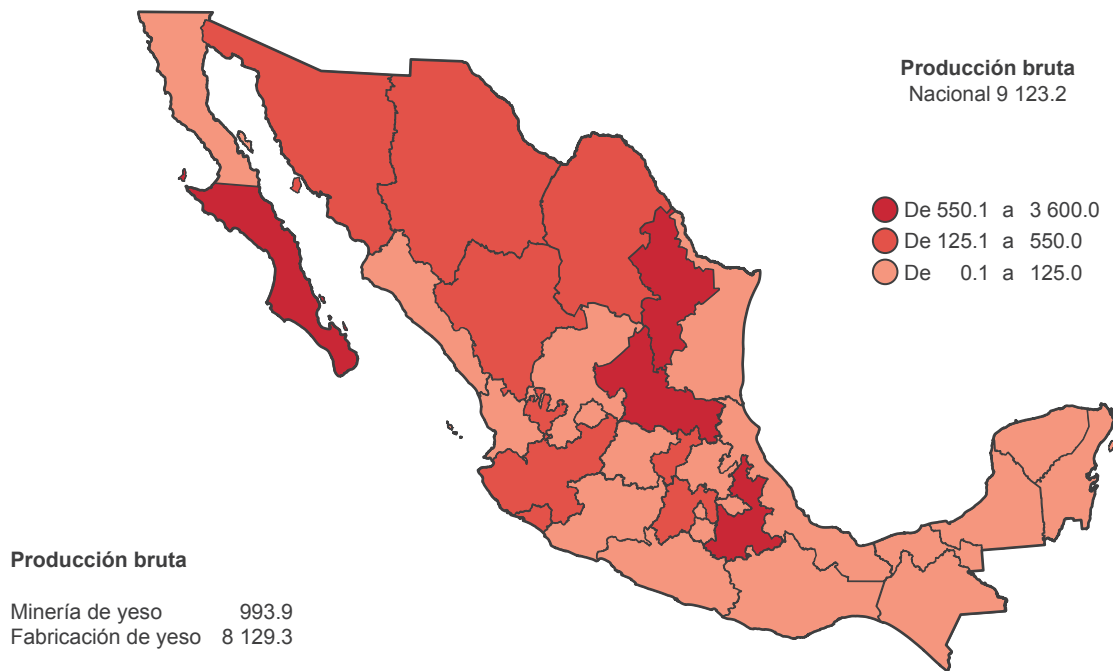 Producción bruta
Nacional 9 123.2
De 550.1 a 3 600.0
De 125.1 a 550.0
De 0.1 a 125.0
Producción bruta
Minería de yeso 993.9
Fabricación de yeso 8 129.3